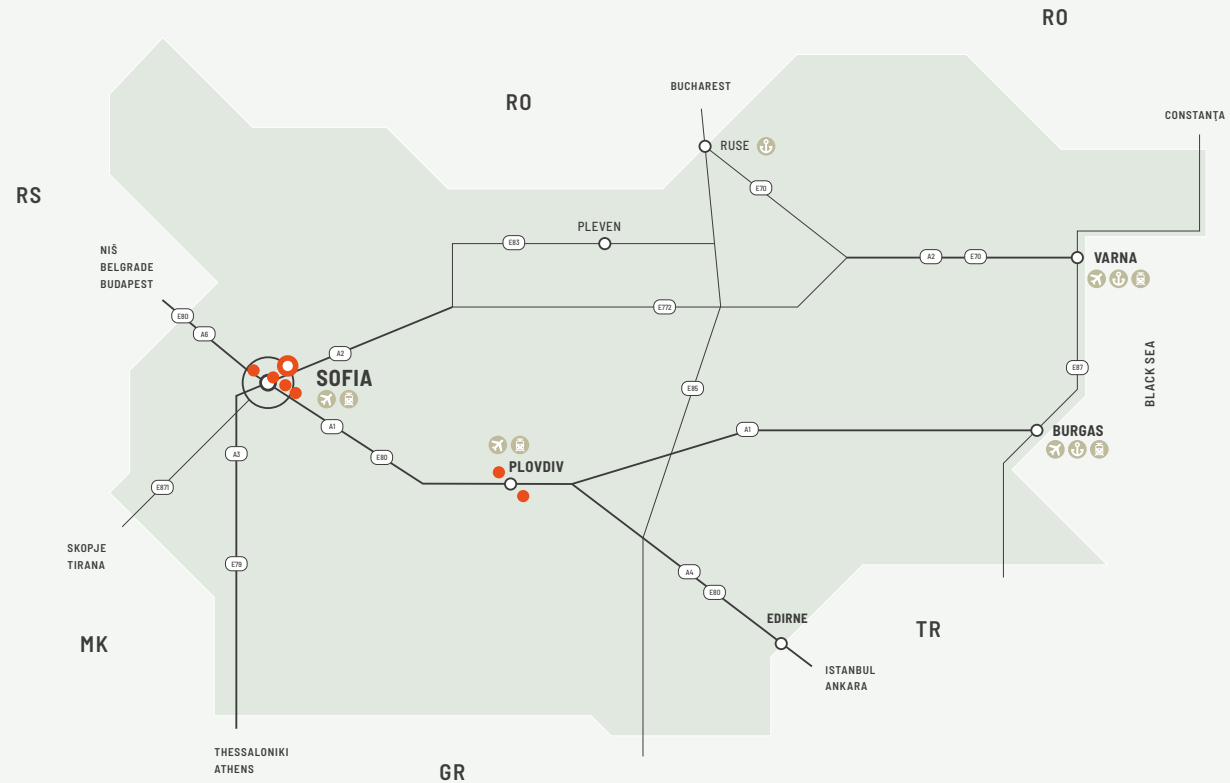 RO
BUCHAREST
RO
CONSTANȚA
RUSE
E70
RS
PLEVEN
E83
NIŠ
BELGRADE
BUDAPEST
A2
E70
VARNA
E80
A6
E772
A2
SOFIA
E85
E87
BLACK SEA
A1
A1
BURGAS
A3
E80
PLOVDIV
E871
SKOPJE
TIRANA
E79
A4
E80
EDIRNE
MK
TR
ISTANBUL
ANKARA
THESSALONIKI
ATHENS
GR